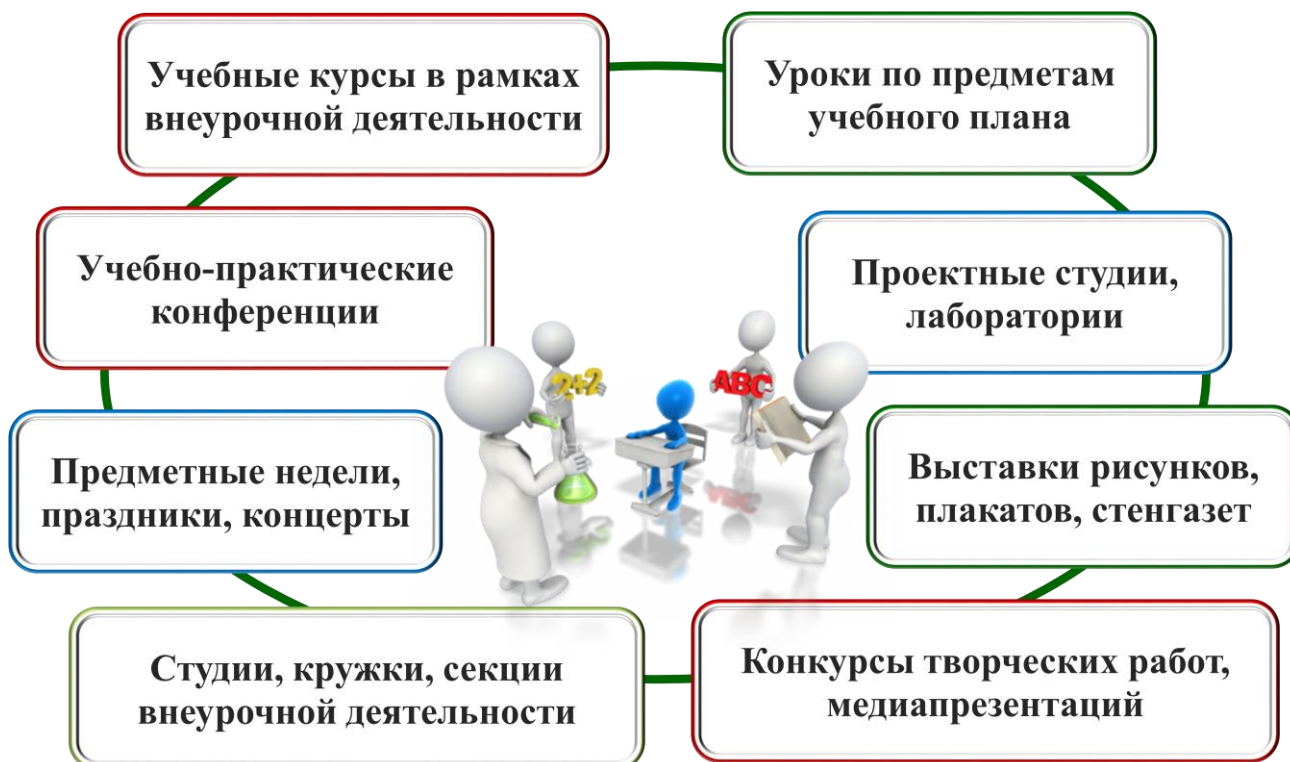 Учебные курсы в рамках
внеурочной деятельности
Уроки по предметам
учебного плана
Учебно-практические
конференции
Проектные студии,
лаборатории
2+2
ABC
Предметные недели,
праздники, концерты
Выставки рисунков,
плакатов, стенгазет
Студии, кружки, секции
внеурочной деятельности
Конкурсы творческих работ,
медиапрезентаций